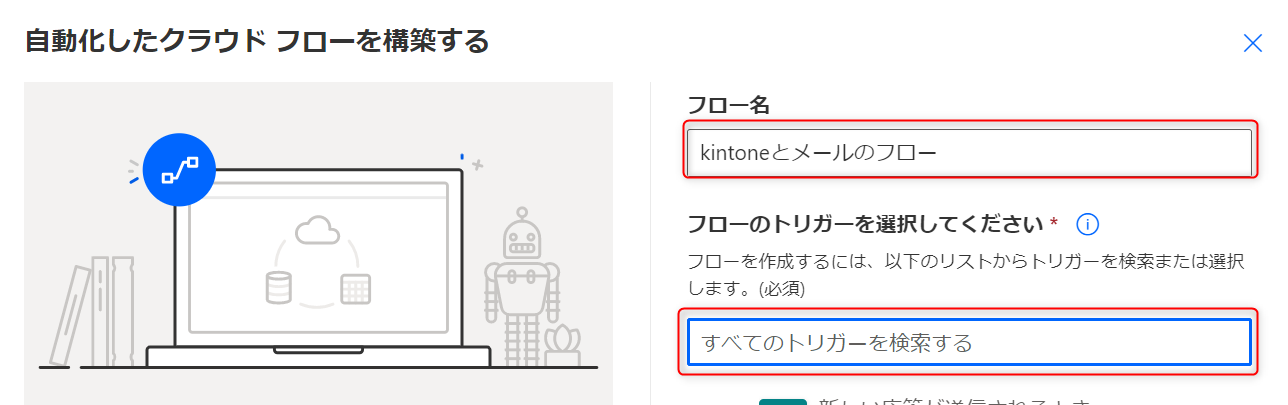 自動化したクラウド フローを構築する
フロー名
kintoneとメールのフロー
フローのトリガーを選択してください *
フローを作成するには、以下のリストからトリガーを検索または選択
します。(必須)
すべてのトリガーを検索する